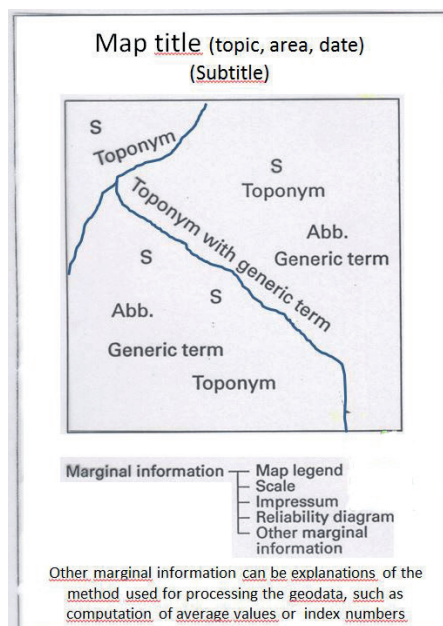 Map title (topic, area, date)
(Subtitle)
S
Toponym
S
Toponym
Toponym with generic term
Abb.
Generic term
S
S
Abb.
Generic term
Toponym
Marginal information
Map legend
Scale
Impressum
Reliability diagram
Other marginal
information
Other marginal information can be explanations of the
method used for processing the geodata, such as
computation of average values or index numbers